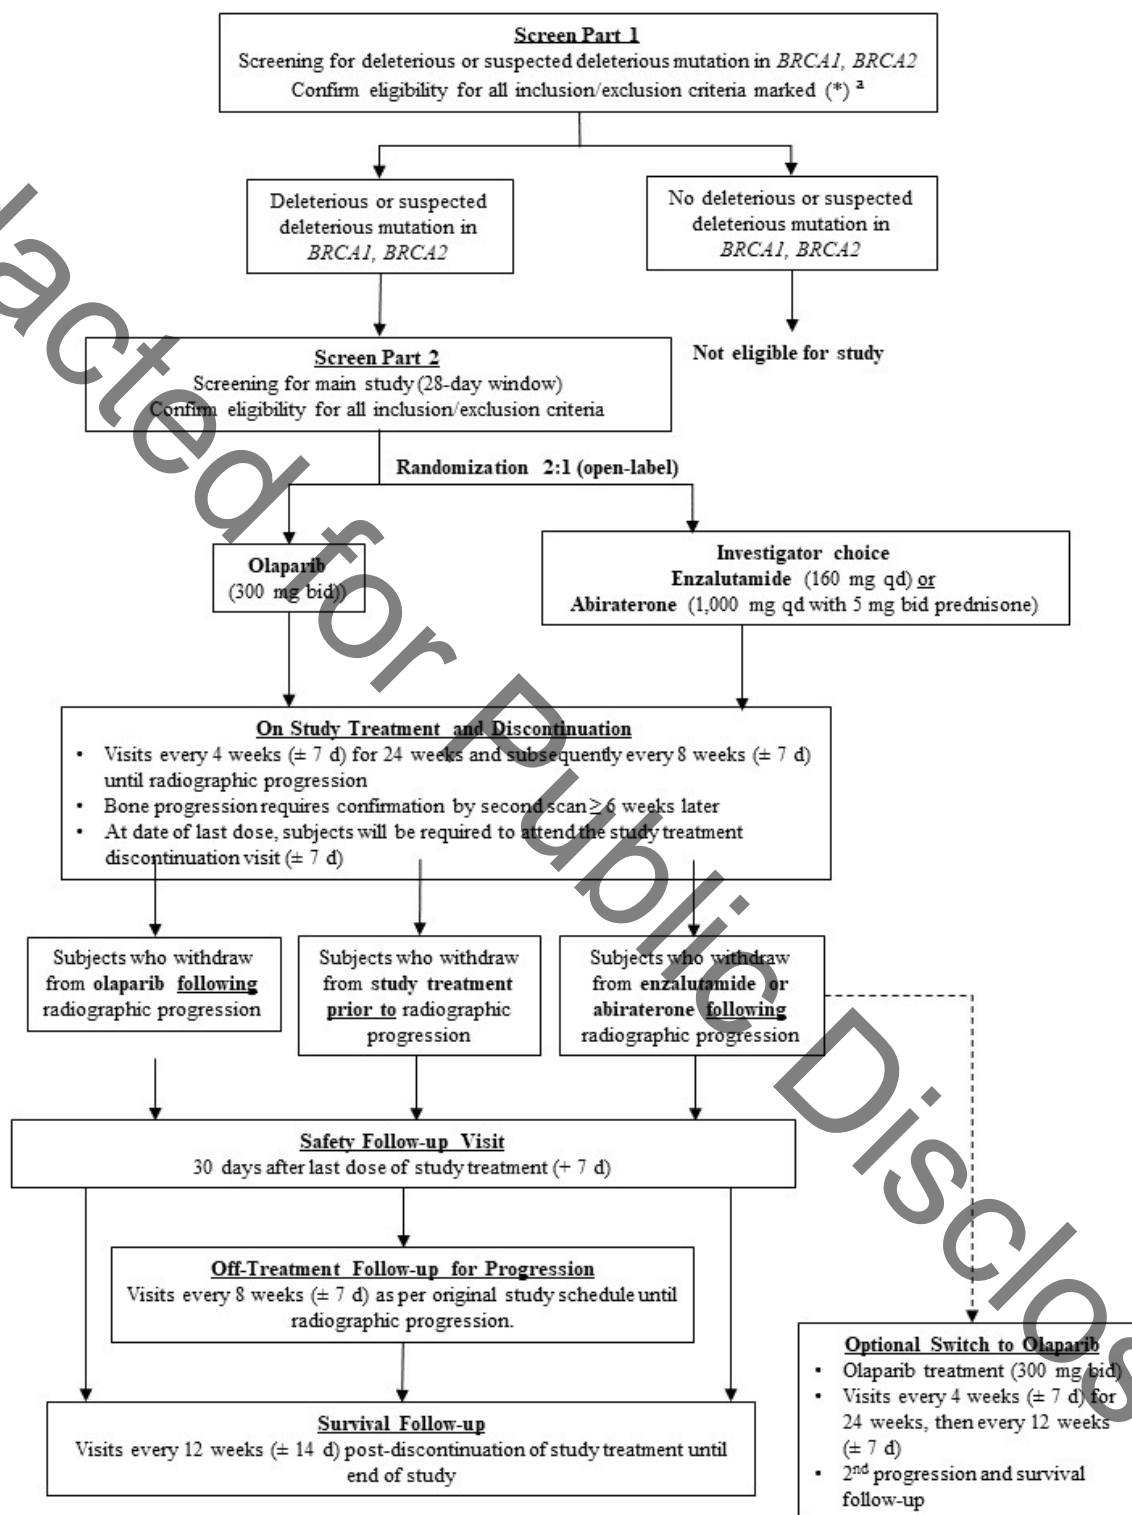 Screen Part 1
Screening for deleterious or suspected deleterious mutation in BRCA1, BRCA2
Confirm eligibility for all inclusion/exclusion criteria marked (*) a
Deleterious or suspected
deleterious mutation in
BRCA1, BRCA2
No deleterious or suspected
deleterious mutation in
BRCA1, BRCA2
Not eligible for study
Screen Part 2
Screening for main study (28-day window)
Confirm eligibility for all inclusion/exclusion criteria
Randomization 2:1 (open-label)
Olaparib
(300 mg bid))
Investigator choice
Enzalutamide (160 mg qd) or
Abiraterone (1,000 mg qd with 5 mg bid prednisone)
On Study Treatment and Discontinuation
• Visits every 4 weeks (± 7 d) for 24 weeks and subsequently every 8 weeks (± 7 d)
until radiographic progression
• Bone progression requires confirmation by second scan ≥ 6 weeks later
• At date of last dose, subjects will be required to attend the study treatment
discontinuation visit (± 7 d)
Subjects who withdraw
from olaparib following
radiographic progression
Subjects who withdraw
from study treatment
prior to radiographic
progression
Subjects who withdraw
from enzalutamide or
abiraterone following
radiographic progression
Safety Follow-up Visit
30 days after last dose of study treatment (+ 7 d)
Off-Treatment Follow-up for Progression
Visits every 8 weeks (± 7 d) as per original study schedule until
radiographic progression.
Survival Follow-up
Visits every 12 weeks (± 14 d) post-discontinuation of study treatment until
end of study
Optional Switch to Olaparib
• Olaparib treatment (300 mg bid)
• Visits every 4 weeks (± 7 d) for
24 weeks, then every 12 weeks
(± 7 d)
• 2nd progression and survival
follow-up
dacted for Public Disclos